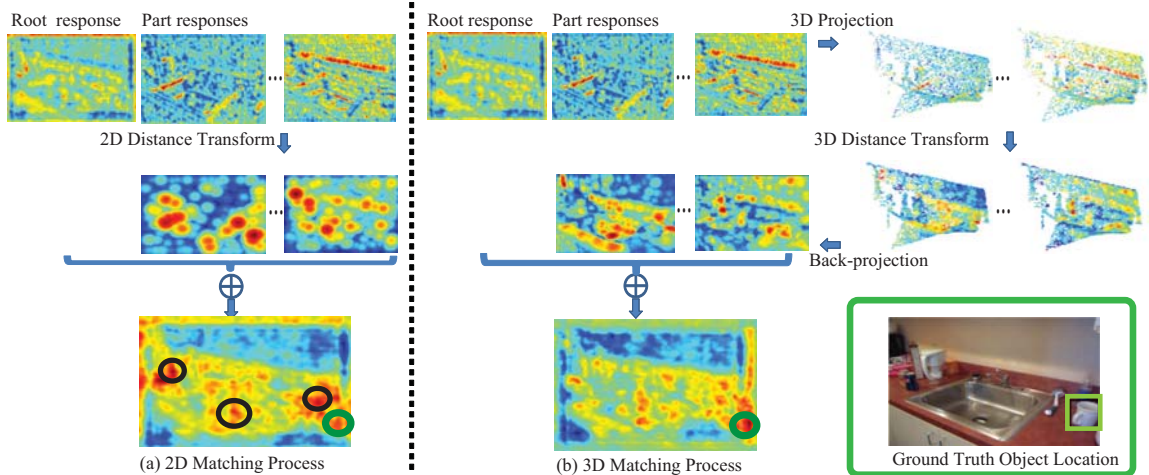 Root response Part responses
...
2D Distance Transform
...
(a) 2D Matching Process
Root response Part responses
3D Projection
...
...
3D Distance Transform
...
...
Back-projection
(b) 3D Matching Process
Ground Truth Object Location